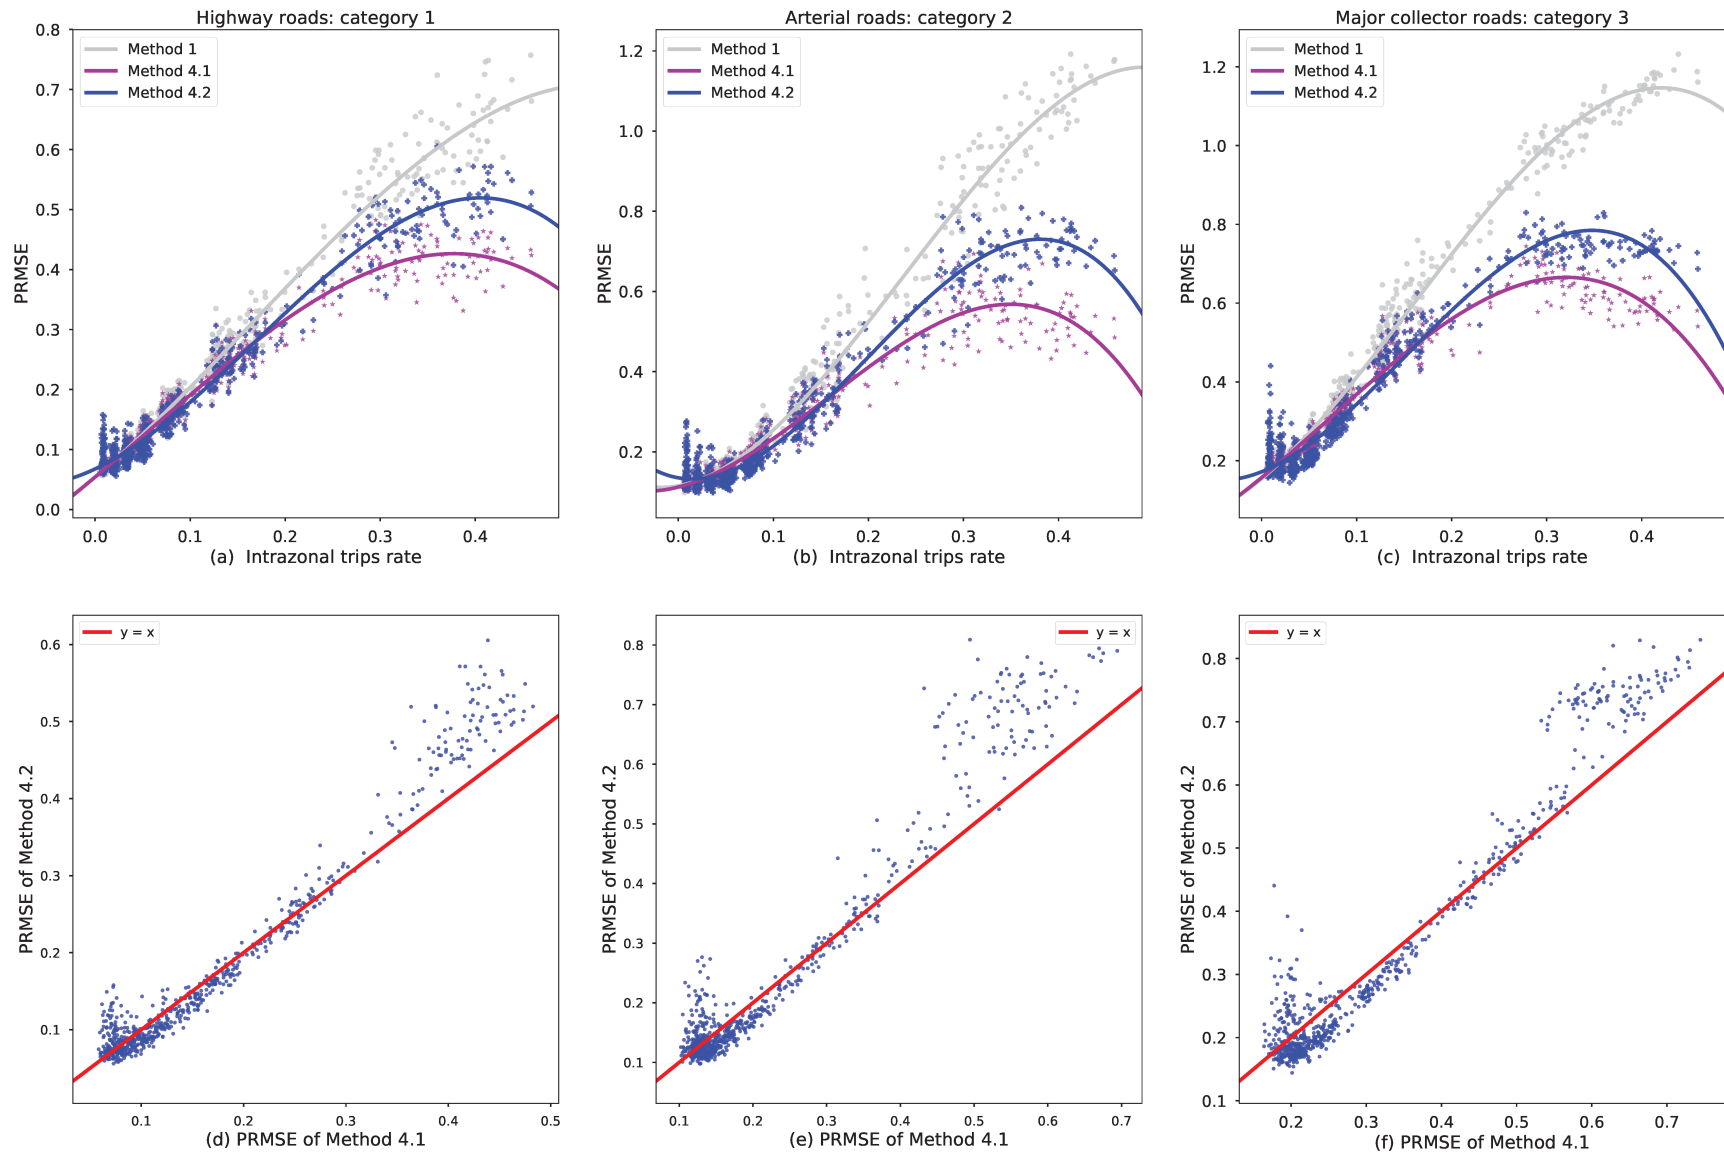 Highway roads: category 1
Method 1
Method 4.1
Method 4.2
PRMSE
0.8
0.7
0.6
0.5
0.4
0.3
0.2
0.1
0.0
0.0 0.1 0.2 0.3 0.4
(a) Intrazonal trips rate
Arterial roads: category 2
Method 1
Method 4.1
Method 4.2
PRMSE
1.2
1.0
0.8
0.6
0.4
0.2
0.0 0.1 0.2 0.3 0.4
(b) Intrazonal trips rate
Major collector roads: category 3
Method 1
Method 4.1
Method 4.2
PRMSE
1.2
1.0
0.8
0.6
0.4
0.2
0.0 0.1 0.2 0.3 0.4
(c) Intrazonal trips rate
y = x
PRMSE of Method 4.2
0.6
0.5
0.4
0.3
0.2
0.1
0.1 0.2 0.3 0.4 0.5
(d) PRMSE of Method 4.1
y = x
PRMSE of Method 4.2
0.8
0.7
0.6
0.5
0.4
0.3
0.2
0.1
0.1 0.2 0.3 0.4 0.5 0.6 0.7
(e) PRMSE of Method 4.1
y = x
PRMSE of Method 4.2
0.8
0.7
0.6
0.5
0.4
0.3
0.2
0.1
0.2 0.3 0.4 0.5 0.6 0.7
(f) PRMSE of Method 4.1